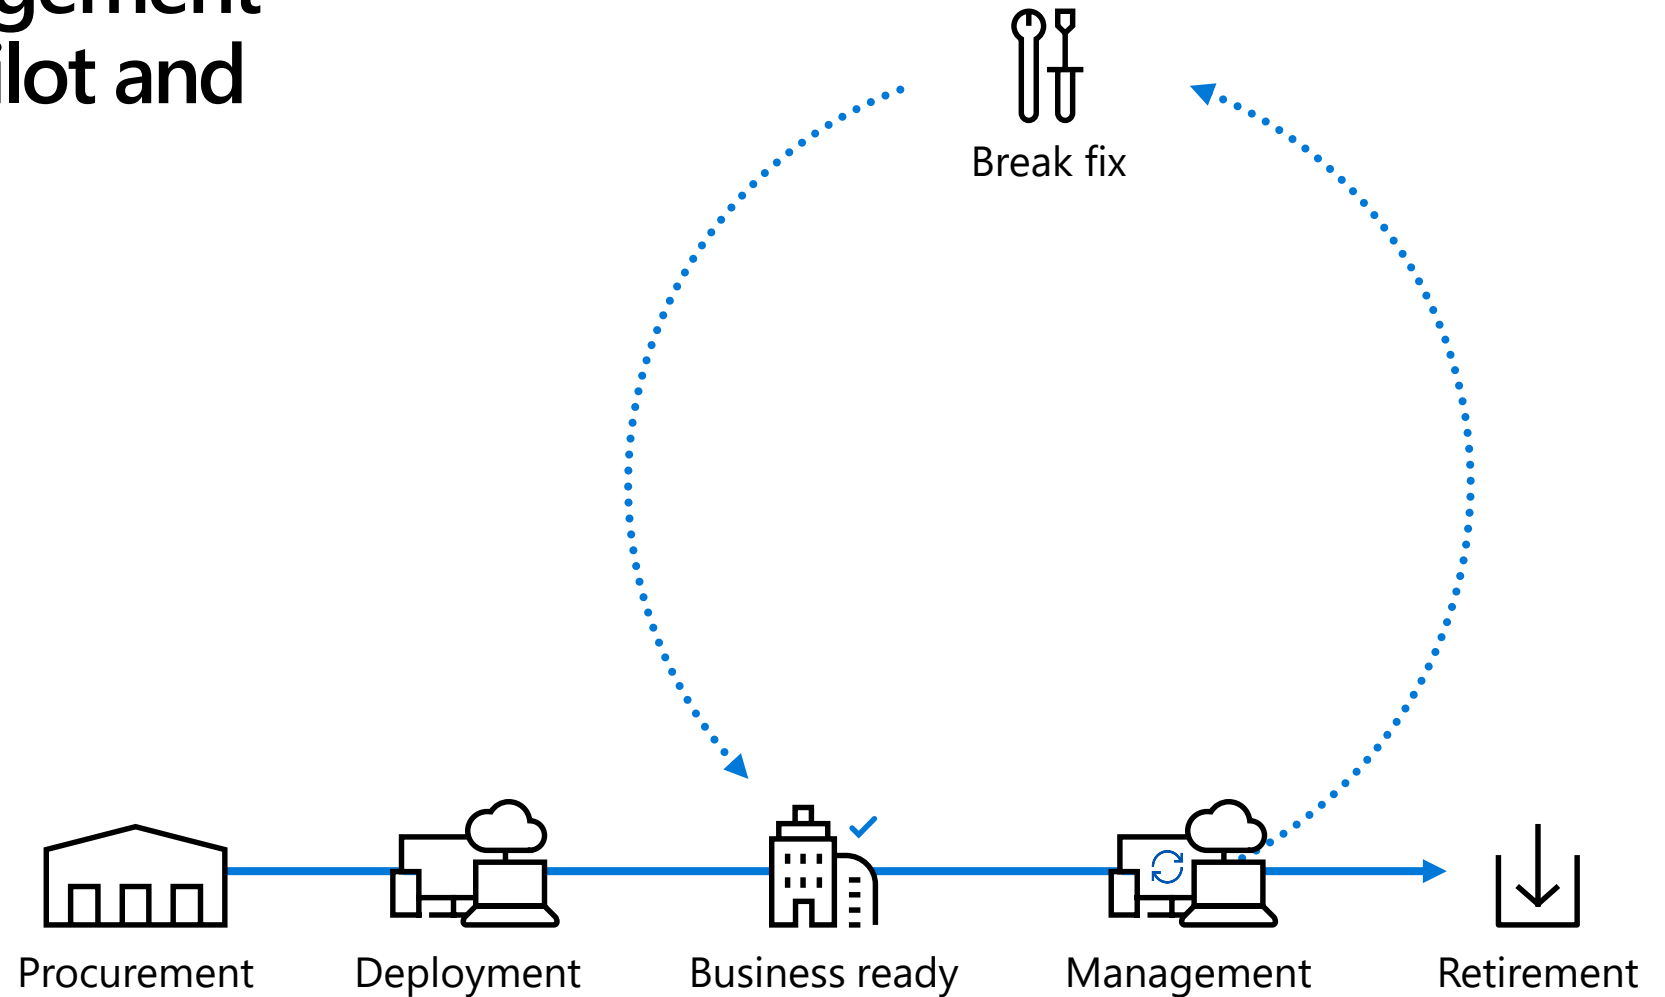 gement
ilot and
Break fix
Procurement Deployment Business ready Management Retirement